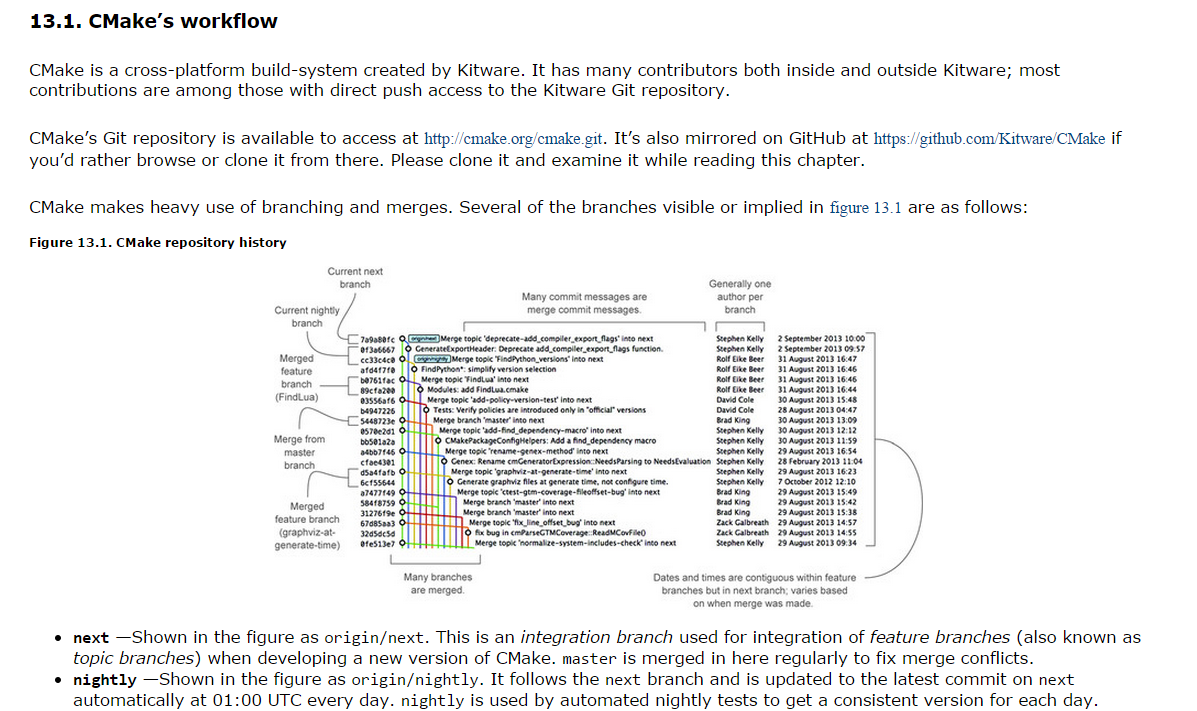 13.1. CMake’s workflow
CMake is a cross-platform build-system created by Kitware. It has many contributors both inside and outside Kitware; most
contributions are among those with direct push access to the Kitware Git repository.
CMake’s Git repository is available to access at http://cmake.org/cmake.git. It’s also mirrored on GitHub at https://github.com/Kitware/CMake if
you’d rather browse or clone it from there. Please clone it and examine it while reading this chapter.
CMake makes heavy use of branching and merges. Several of the branches visible or implied in figure 13.1 are as follows:
Figure 13.1. CMake repository history
Current next
branch
Generally one
author per
branch
Many commit messages are
merge commit messages.
Current nightly
branch
Merged
feature
branch
(FindLua)
Merge from
master
branch
Merged
feature branch
(graphviz-at-
generate-time)
7a9a80fc Merge topic 'deprecate-add_compiler_export_flags' into next Stephen Kelly 2 September 2013 10:00
0f3a6667 GenerateExportHeader: Deprecate add_compiler_export_flags function. Stephen Kelly 2 September 2013 09:57
cc33c4c0 origin/nightly Merge topic 'FindPython_versions' into next Rolf Eike Beer 31 August 2013 16:47
afd4f7f0 FindPython*: simplify version selection Rolf Eike Beer 31 August 2013 16:46
b0761fac Merge topic 'FindLua' into next Rolf Eike Beer 31 August 2013 16:46
89cfa200 Modules: add FindLua.cmake Rolf Eike Beer 31 August 2013 16:44
03556af6 Merge topic 'add-policy-version-test' into next David Cole 30 August 2013 15:48
b4947226 Tests: Verify policies are introduced only in "official" versions David Cole 28 August 2013 04:47
5448723e Merge branch 'master' into next Brad King 30 August 2013 13:09
0570e2d1 Merge topic 'add-find_dependency-macro' into next Stephen Kelly 30 August 2013 12:12
bb501a2a CMakePackageConfigHelpers: Add a find_dependency macro Stephen Kelly 30 August 2013 11:59
a4bb7f46 Merge topic 'rename-genex-method' into next Stephen Kelly 29 August 2013 16:54
cfae4301 Genex: Rename cmGeneratorExpression::NeedsParsing to NeedsEvaluation Stephen Kelly 28 February 2013 11:04
d5a4fafb Merge topic 'graphviz-at-generate-time' into next Stephen Kelly 29 August 2013 16:23
6cf55644 Generate graphviz files at generate time, not configure time. Stephen Kelly 7 October 2012 12:10
a7477f49 Merge topic 'ctest-gtm-coverage-fileoffset-bug' into next Brad King 29 August 2013 15:49
584f8759 Merge branch 'master' into next Brad King 29 August 2013 15:42
31276f9e Merge branch 'master' into next Brad King 29 August 2013 15:38
67d85aa3 Merge topic 'fix_line_offset_bug' into next Zack Galbreath 29 August 2013 14:57
32d5dc5d fix bug in cmParseGTMCoverage::ReadMCovFile() Zack Galbreath 29 August 2013 14:55
0fe513e7 Merge topic 'normalize-system-includes-check' into next Stephen Kelly 29 August 2013 09:34
Many branches
are merged.
Dates and times are contiguous within feature
branches but in next branch; varies based
on when merge was made.
• next —Shown in the figure as origin/next. This is an integration branch used for integration of feature branches (also known as
topic branches) when developing a new version of CMake. master is merged in here regularly to fix merge conflicts.
• nightly —Shown in the figure as origin/nightly. It follows the next branch and is updated to the latest commit on next
automatically at 01:00 UTC every day. nightly is used by automated nightly tests to get a consistent version for each day.